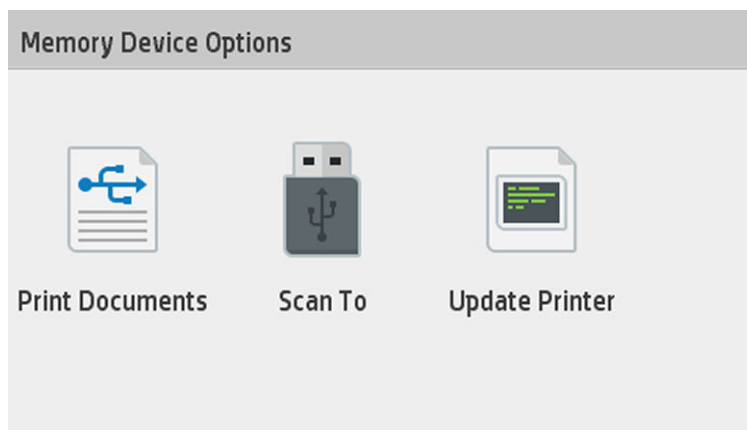 Memory Device Options
Print Documents
Scan To
Update Printer